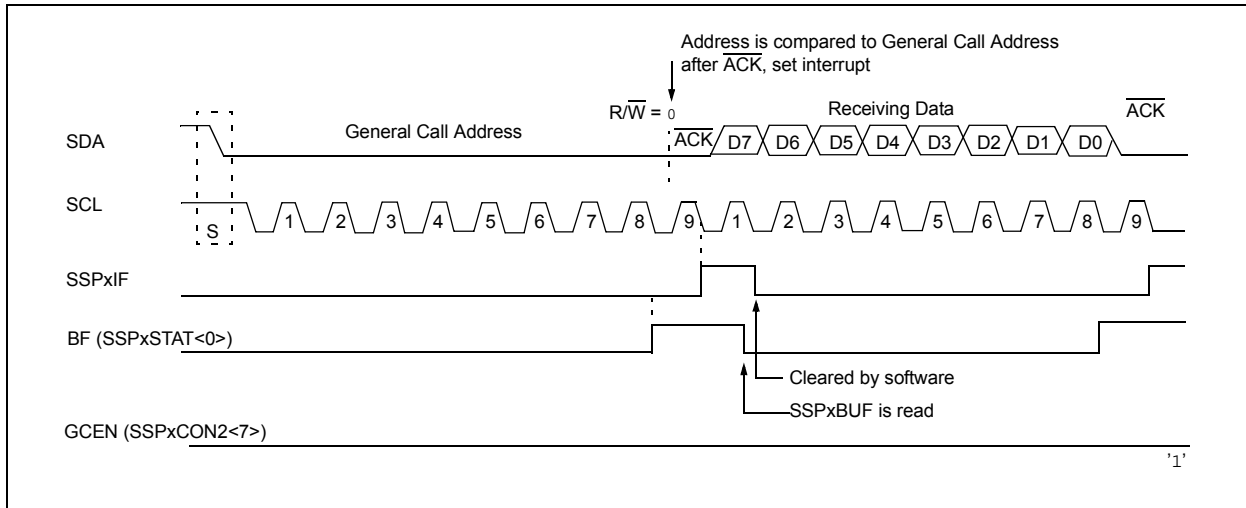 Address is compared to General Call Address
after ACK, set interrupt
R/W = 0
Receiving Data
ACK
General Call Address
SDA
ACK D7 D6 D5 D4 D3 D2 D1 D0
SCL
S
1 2 3 4 5 6 7 8 9 1 2 3 4 5 6 7 8 9
SSPxIF
BF (SSPxSTAT<0>)
Cleared by software
SSPxBUF is read
GCEN (SSPxCON2<7>)
'1'